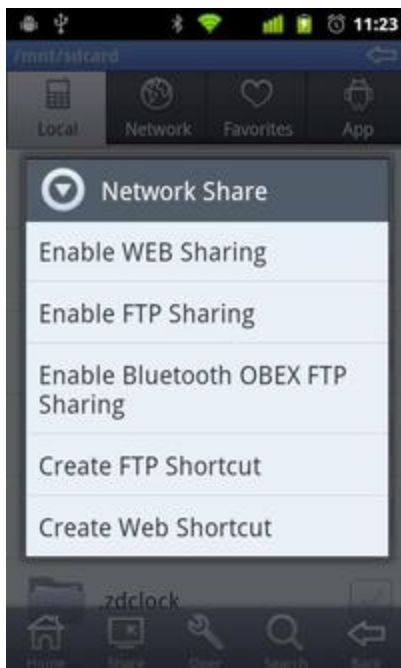 11:23
/mnt/sdcard
Local Network Favorites App
Network Share
Enable WEB Sharing
Enable FTP Sharing
Enable Bluetooth OBEX FTP
Sharing
Create FTP Shortcut
Create Web Shortcut
.zdclock
Home Share Search